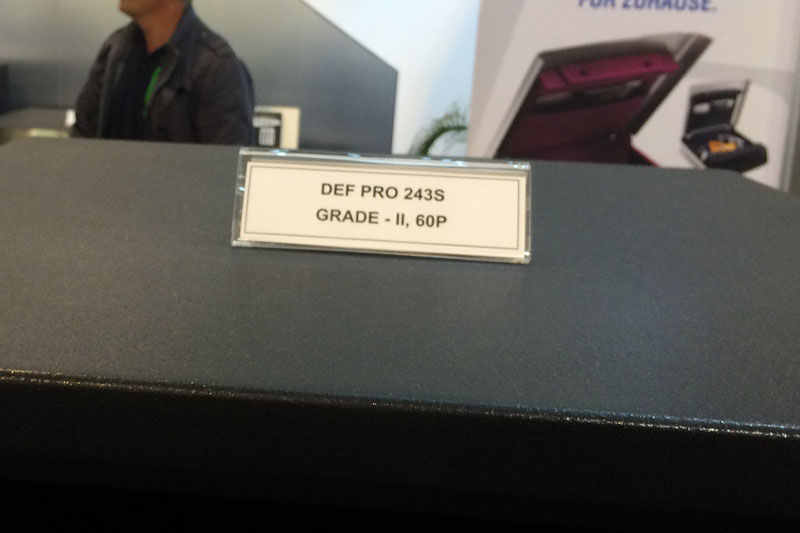 FÜR ZUHAUSE.
DEF PRO 243S
GRADE - II, 60P